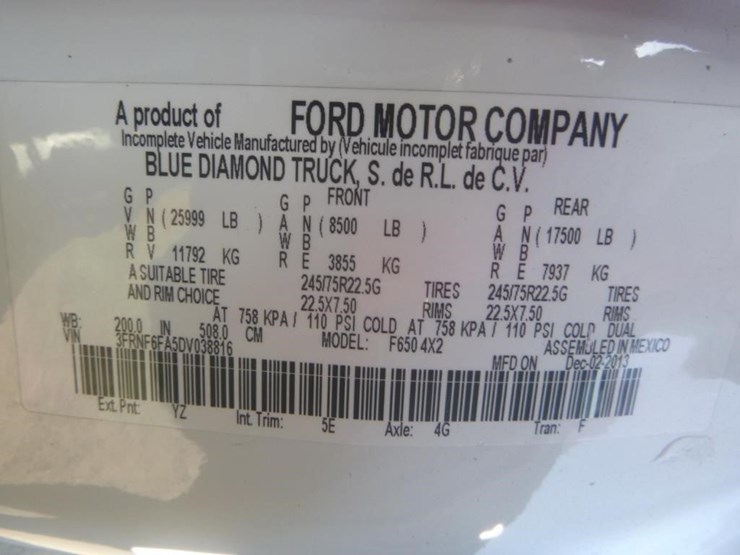 A product of FORD MOTOR COMPANY
Incomplete Vehicle Manufactured by (Vehicule incomplet fabrique par)
BLUE DIAMOND TRUCK, S. de R.L. de C.V.
G P FRONT G P REAR
V N ( 25999 LB ) A N ( 8500 LB ) A N ( 17500 LB )
W B W B W B
R V 11792 KG R E 3855 KG R E 7937 KG
A SUITABLE TIRE 245/75R22.5G TIRES 245/75R22.5G TIRES
AND RIM CHOICE 22.5X7.50 RIMS 22.5X7.50 RIMS
AT 758 KPA / 110 PSI COLD AT 758 KPA / 110 PSI COLD DUAL
WB: 200.0 IN 508.0 CM MODEL: F650 4X2 ASSEMBLED IN MEXICO
VIN 3FRNF6FA5DV038816 MFD ON Dec-02-2013
Ext. Pnt: YZ Int. Trim: 5E Axle: 4G Tran: F